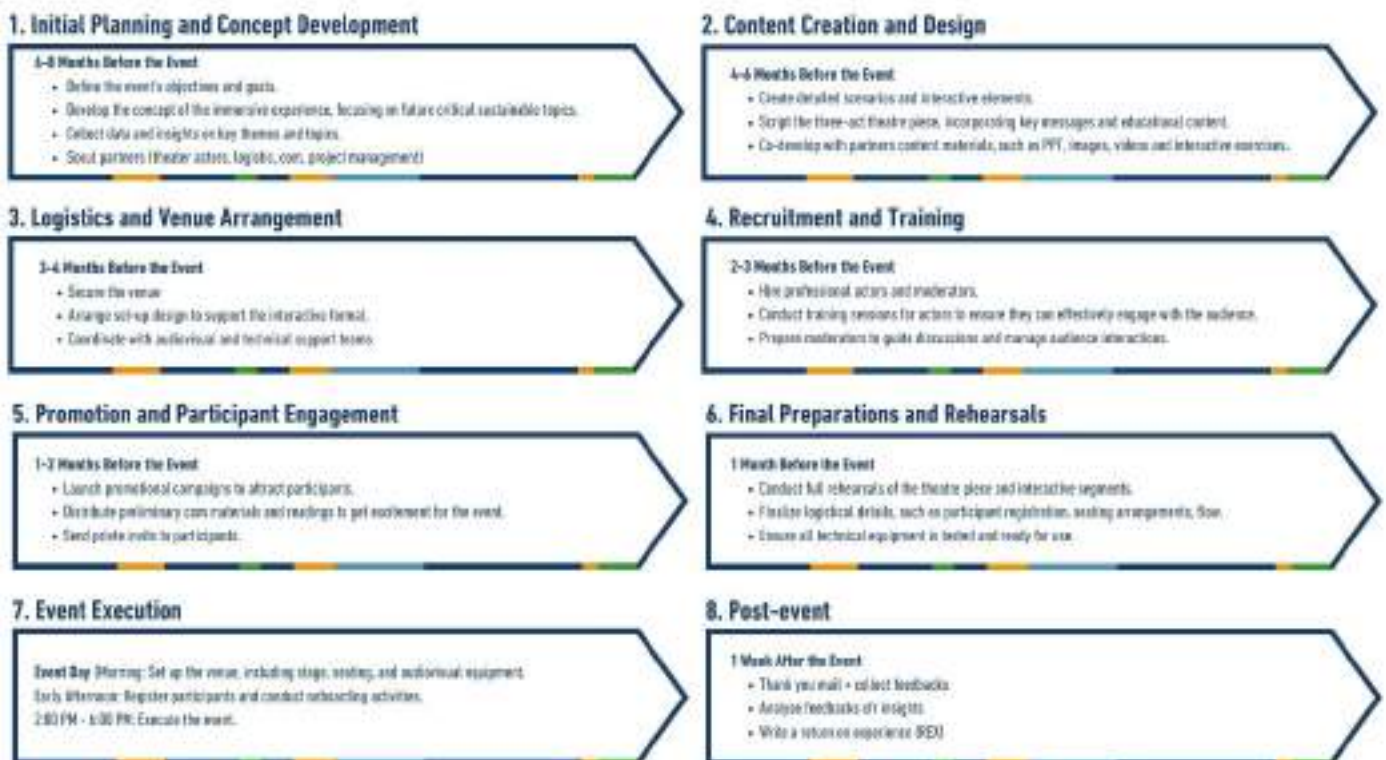 1. Initial Planning and Concept Development
6-8 Months Before the Event
• Define the event's objectives and goals.
• Develop the concept of the immersive experience, focusing on future critical sustainable topics.
• Collect data and insights on key themes and topics.
• Scout partners (theater actors, logistic, com, project management)
2. Content Creation and Design
4-6 Months Before the Event
• Create detailed scenarios and interactive elements.
• Script the three-act theatre piece, incorporating key messages and educational content.
• Co-develop with partners content materials, such as PPT, images, videos and interactive exercises.
3. Logistics and Venue Arrangement
3-4 Months Before the Event
• Secure the venue
• Arrange set-up design to support the interactive format.
• Coordinate with audiovisual and technical support teams
4. Recruitment and Training
2-3 Months Before the Event
• Hire professional actors and moderators.
• Conduct training sessions for actors to ensure they can effectively engage with the audience.
• Prepare moderators to guide discussions and manage audience interactions.
5. Promotion and Participant Engagement
1-2 Months Before the Event
• Launch promotional campaigns to attract participants.
• Distribute preliminary com materials and readings to get excitement for the event.
• Send private invite to participants.
6. Final Preparations and Rehearsals
1 Month Before the Event
• Conduct full rehearsals of the theatre piece and interactive segments.
• Finalize logistical details, such as participant registration, seating arrangements, flow.
• Ensure all technical equipment is tested and ready for use.
7. Event Execution
Event Day Morning: Set up the venue, including stage, seating, and audiovisual equipment.
Early Afternoon: Register participants and conduct onboarding activities.
2:00 PM - 6:00 PM: Execute the event.
8. Post-event
1 Week After the Event
• Thank you mail + collect feedbacks
• Analyse feedbacks insights
• Write a return on experience (REX)